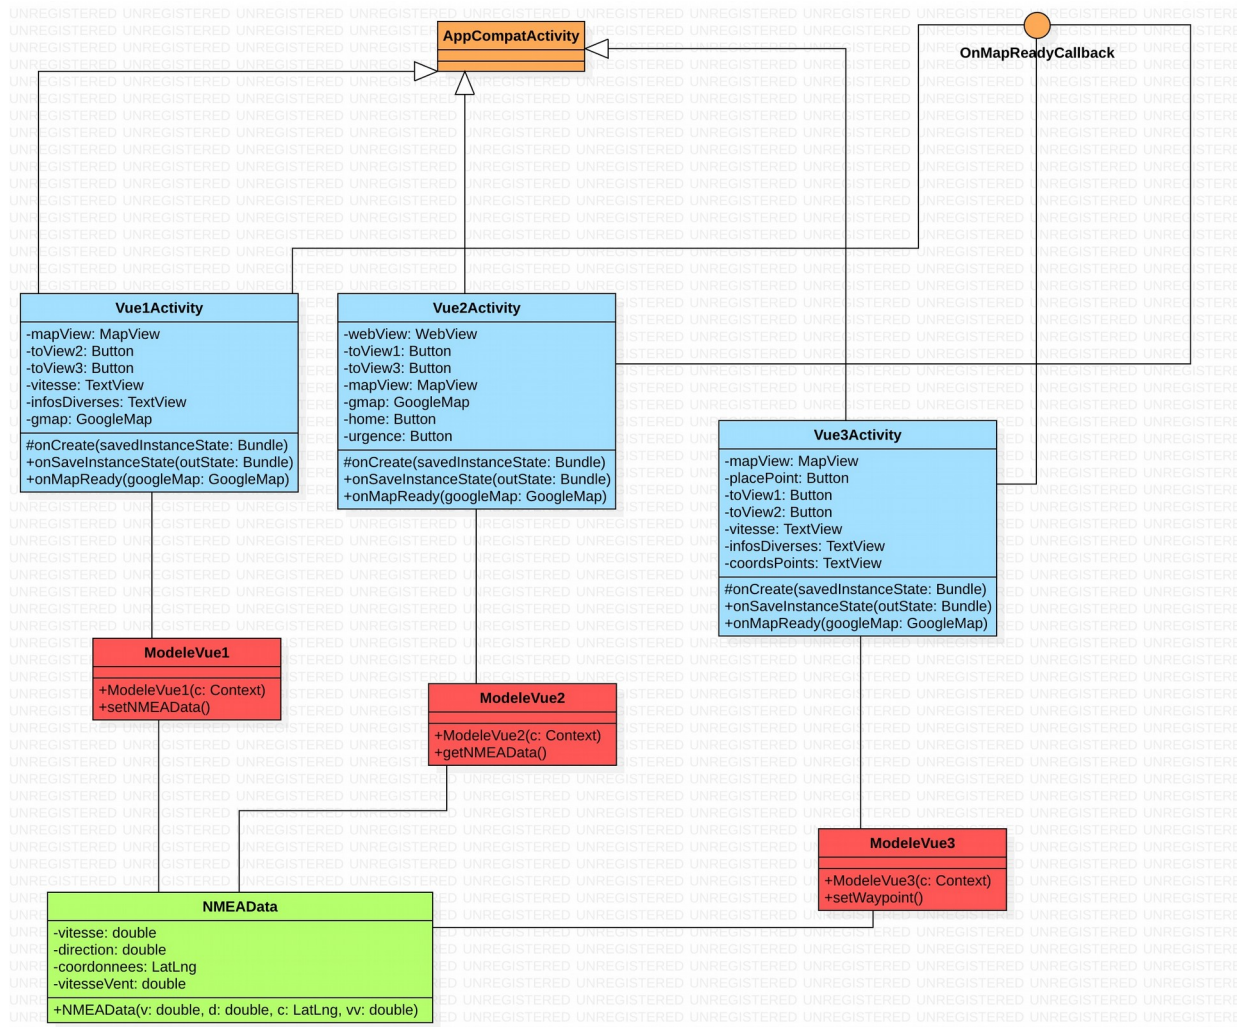 AppCompatActivity
OnMapReadyCallback
Vue1Activity
-mapView: MapView
-toView2: Button
-toView3: Button
-vitesse: TextView
-infosDiverses: TextView
-gmap: GoogleMap
#onCreate(savedInstanceState: Bundle)
+onSaveInstanceState(outState: Bundle)
+onMapReady(googleMap: GoogleMap)
Vue2Activity
-webView: WebView
-toView1: Button
-toView3: Button
-mapView: MapView
-gmap: GoogleMap
-home: Button
-urgence: Button
#onCreate(savedInstanceState: Bundle)
+onSaveInstanceState(outState: Bundle)
+onMapReady(googleMap: GoogleMap)
Vue3Activity
-mapView: MapView
-placePoint: Button
-toView1: Button
-toView2: Button
-vitesse: TextView
-infosDiverses: TextView
-coordsPoints: TextView
#onCreate(savedInstanceState: Bundle)
+onSaveInstanceState(outState: Bundle)
+onMapReady(googleMap: GoogleMap)
ModeleVue1
+ModeleVue1(c: Context)
+setNMEAData()
ModeleVue2
+ModeleVue2(c: Context)
+getNMEAData()
ModeleVue3
+ModeleVue3(c: Context)
+setWaypoint()
NMEAData
-vitesse: double
-direction: double
-coordonnees: LatLng
-vitesseVent: double
+NMEAData(v: double, d: double, c: LatLng, vv: double)
UNREGISTERED